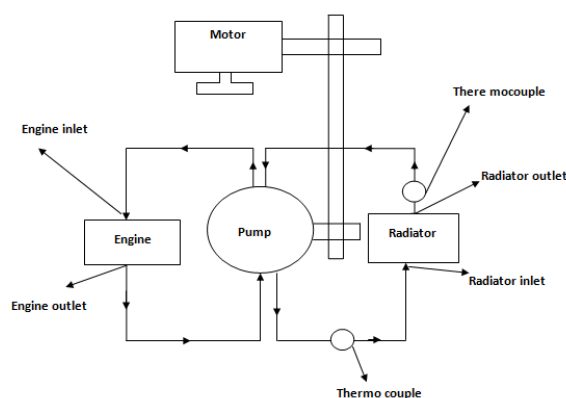 Motor
There mocouple
Engine inlet
Radiator outlet
Engine
Pump
Radiator
Radiator inlet
Engine outlet
Thermo couple